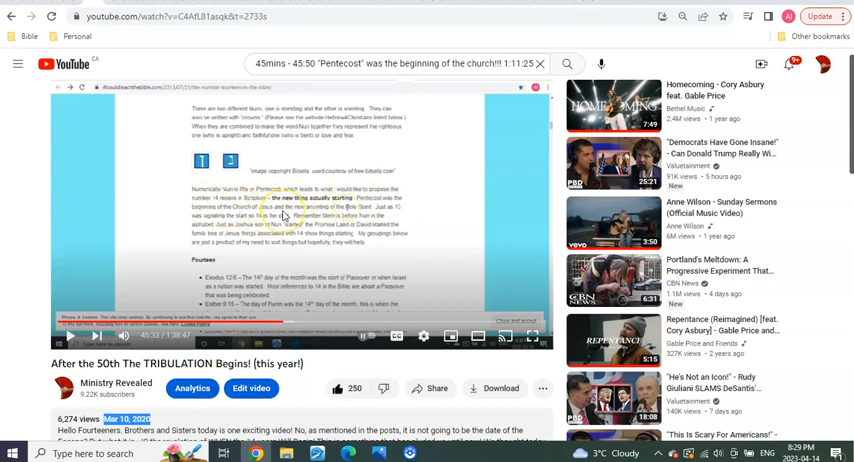 youtube.com/watch?v=C4AfL81asqk&t=2733s
AI
Update
Bible
Personal
Other bookmarks
YouTube
CA
45mins - 45:50 "Pentecost" was the beginning of the church!!! 1:11:25
9+
There are two different Nuns, one is standing and the other is kneeling. They can
also be written with "crowns." (Please see the website Hebrew4Christians listed below.)
When they are combined to make the word Nun together they represent the righteous
one (who is upright) and faithful one (who is bent) or love and fear.
"image copyright Bisela. used courtesy of free-bitsela.com"
Numerically Nun is fifty or Pentecost, which leads to what I would like to propose the
number 14 means in Scripture - the new thing actually starting. Pentecost was the
beginning of the Church of Jesus and the new anointing of the Holy Spirit. Just as 13
was signaling the start so 14 is the start. Remember Mem is before Nun in the
alphabet. Just as Joshua son of Nun "started" the Promise Land or David started the
family tree of Jesus things associated with 14 show things starting. My groupings below
are just a product of my need to sort things but hopefully, they will help.
Fourteen
Exodus 12:6 – The 14th day of the month was the start of Passover or when Israel
as a nation was started. Most references to 14 in the Bible are about a Passover
that was being celebrated
Esther 9:15 – The day of Purim was the 14th day of the month, this is when the
Close and accept
45:33 / 1:38:47
CC
After the 50th The TRIBULATION Begins! (this year!)
Ministry Revealed
9.22K subscribers
Analytics
Edit video
250
Share
Download
6,274 views Mar 10, 2020
Hello Fourteeners. Brothers and Sisters today is one exciting video! No, as mentioned in the posts, it is not going to be the date of the
Homecoming - Cory Asbury
feat. Gable Price
Bethel Music
2.4M views • 1 year ago
7:49
"Democrats Have Gone Insane!"
- Can Donald Trump Really Wi...
Valuetainment
91K views • 5 hours ago
New
PBD
25:21
Anne Wilson - Sunday Sermons
(Official Music Video)
Anne Wilson
6M views • 1 year ago
vevo
3:50
Portland's Meltdown: A
Progressive Experiment That...
CBN News
1.1M views • 4 days ago
New
CBN NEWS
6:31
Repentance (Reimagined) [feat.
Cory Asbury] - Gable Price and...
Gable Price and Friends
327K views • 2 years ago
REPENTANCE
5:15
"He's Not an Icon!" - Rudy
Giuliani SLAMS DeSantis'...
Valuetainment
140K views • 7 days ago
PBD
18:08
"This Is Scary For Americans!" -
Type here to search
3°C Cloudy
ENG
8:29 PM
2023-04-14